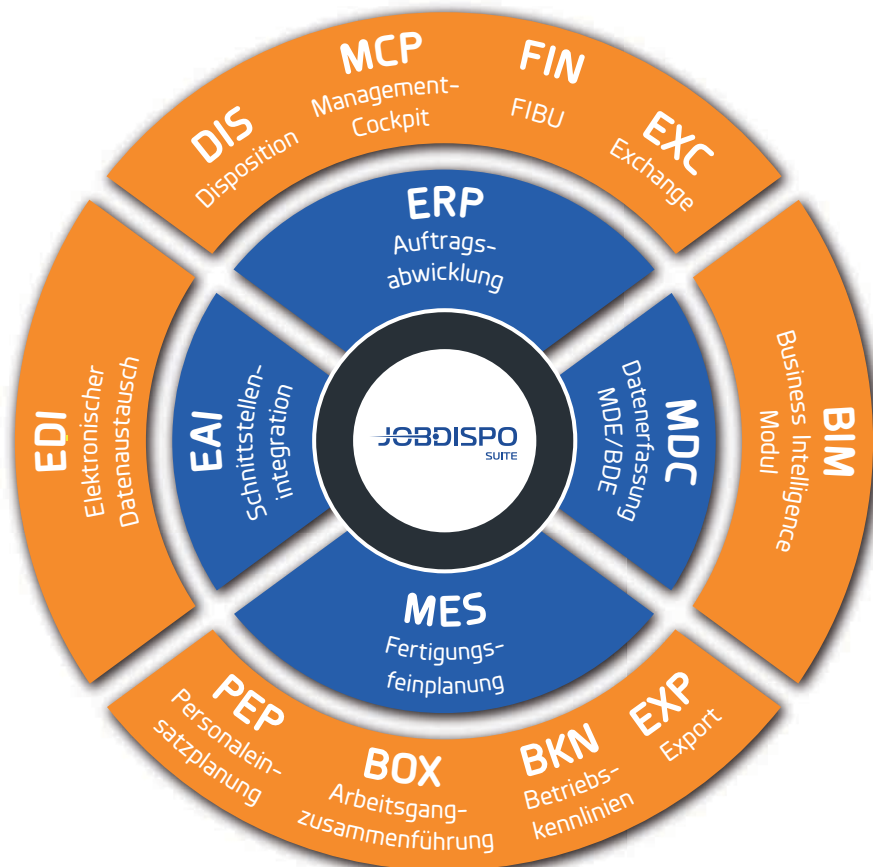 MCP
Management-
Cockpit
FIN
FIBU
DIS
Disposition
EXC
Exchange
ERP
Auftrags-
abwicklung
EDI
Elektronischer
Datenaustausch
EAI
Schnittstellen-
integration
JOBDISPO
SUITE
MDC
Datenerfassung
MDE/BDE
BIM
Business Intelligence
Modul
MES
Fertigungs-
feinplanung
PEP
Personalein-
satzplanung
BOX
Arbeitsgang-
zusammenführung
BKN
Betriebs-
kennlinien
EXP
Export